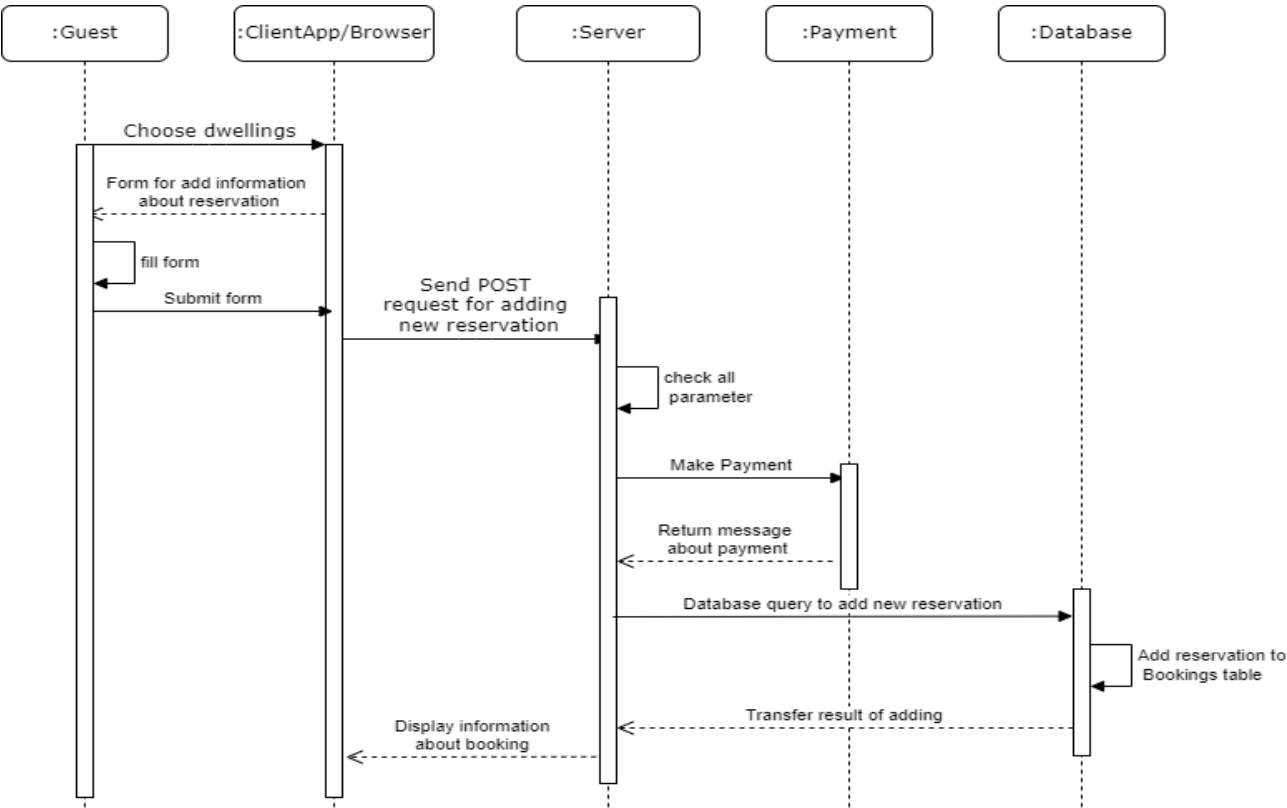 :Guest
:ClientApp/Browser
:Server
:Payment
:Database
Choose dwellings
Form for add information
about reservation
fill form
Submit form
Send POST
request for adding
new reservation
check all
parameter
Make Payment
Return message
about payment
Database query to add new reservation
Add reservation to
Bookings table
Transfer result of adding
Display information
about booking